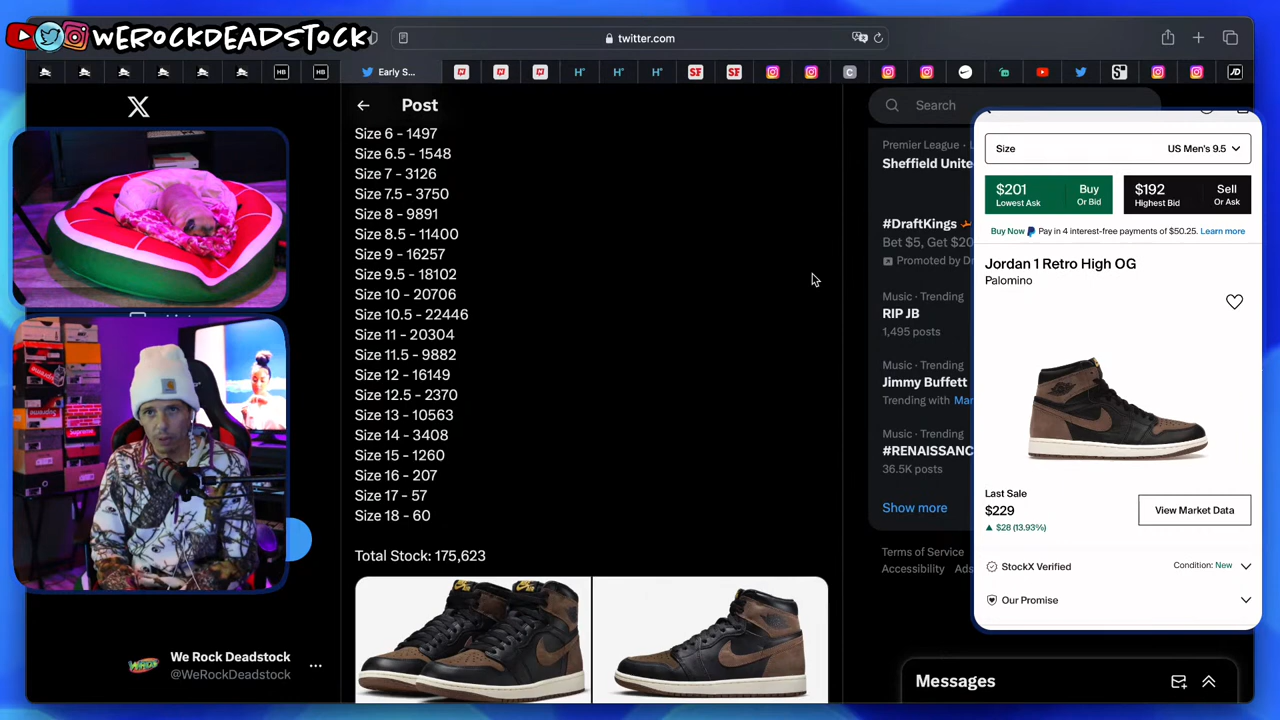 WEROCKDEADSTOCK
twitter.com
Early S...
Post
Size 6 - 1497
Size 6.5 - 1548
Size 7 - 3126
Size 7.5 - 3750
Size 8 - 9891
Size 8.5 - 11400
Size 9 - 16257
Size 9.5 - 18102
Size 10 - 20706
Size 10.5 - 22446
Size 11 - 20304
Size 11.5 - 9882
Size 12 - 16149
Size 12.5 - 2370
Size 13 - 10563
Size 14 - 3408
Size 15 - 1260
Size 16 - 207
Size 17 - 57
Size 18 - 60
Total Stock: 175,623
We Rock Deadstock
@WeRockDeadstock
Search
Premier League
Sheffield Unite
#DraftKings
Bet $5, Get $20
Promoted by
Music · Trending
RIP JB
1,495 posts
Music · Trending
Jimmy Buffett
Trending with Mar
Music · Trending
#RENAISSANC
36.5K posts
Show more
Terms of Service
Accessibility Ads
Messages
Size US Men's 9.5
$201 Buy
Lowest Ask Or Bid
$192 Sell
Highest Bid Or Ask
Buy Now Pay in 4 interest-free payments of $50.25. Learn more
Jordan 1 Retro High OG
Palomino
Last Sale
$229
$28 (13.93%)
View Market Data
StockX Verified Condition: New
Our Promise